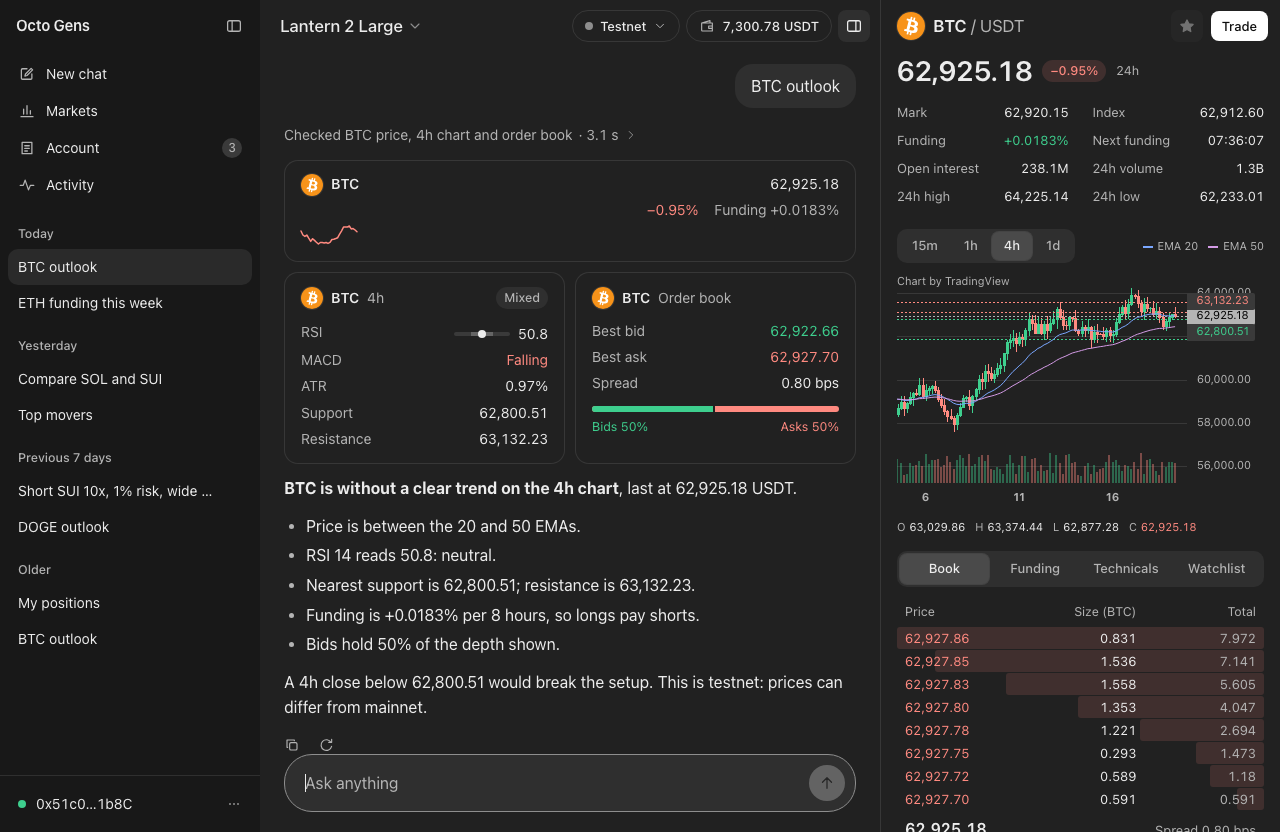 Octo Gens
New chat
Markets
Account 3
Activity
Today
BTC outlook
ETH funding this week
Yesterday
Compare SOL and SUI
Top movers
Previous 7 days
Short SUI 10x, 1% risk, wide ...
DOGE outlook
Older
My positions
BTC outlook
0x51c0...1b8C
Lantern 2 Large
Testnet
7,300.78 USDT
BTC outlook
Checked BTC price, 4h chart and order book · 3.1 s
BTC 62,925.18
−0.95% Funding +0.0183%
BTC 4h Mixed
RSI 50.8
MACD Falling
ATR 0.97%
Support 62,800.51
Resistance 63,132.23
BTC Order book
Best bid 62,922.66
Best ask 62,927.70
Spread 0.80 bps
Bids 50% Asks 50%
BTC is without a clear trend on the 4h chart, last at 62,925.18 USDT.
• Price is between the 20 and 50 EMAs.
• RSI 14 reads 50.8: neutral.
• Nearest support is 62,800.51; resistance is 63,132.23.
• Funding is +0.0183% per 8 hours, so longs pay shorts.
• Bids hold 50% of the depth shown.
A 4h close below 62,800.51 would break the setup. This is testnet: prices can
differ from mainnet.
Ask anything
BTC / USDT
Trade
62,925.18 −0.95% 24h
Mark 62,920.15 Index 62,912.60
Funding +0.0183% Next funding 07:36:07
Open interest 238.1M 24h volume 1.3B
24h high 64,225.14 24h low 62,233.01
15m 1h 4h 1d
EMA 20 EMA 50
Chart by TradingView
64,000.00
63,132.23
62,925.18
62,800.51
60,000.00
58,000.00
56,000.00
6 11 16
O 63,029.86 H 63,374.44 L 62,877.28 C 62,925.18
Book Funding Technicals Watchlist
Price Size (BTC) Total
62,927.86 0.831 7.972
62,927.85 1.536 7.141
62,927.83 1.558 5.605
62,927.80 1.353 4.047
62,927.78 1.221 2.694
62,927.75 0.293 1.473
62,927.72 0.589 1.18
62,927.70 0.591 0.591
62,925.18 Spread 0.80 bps